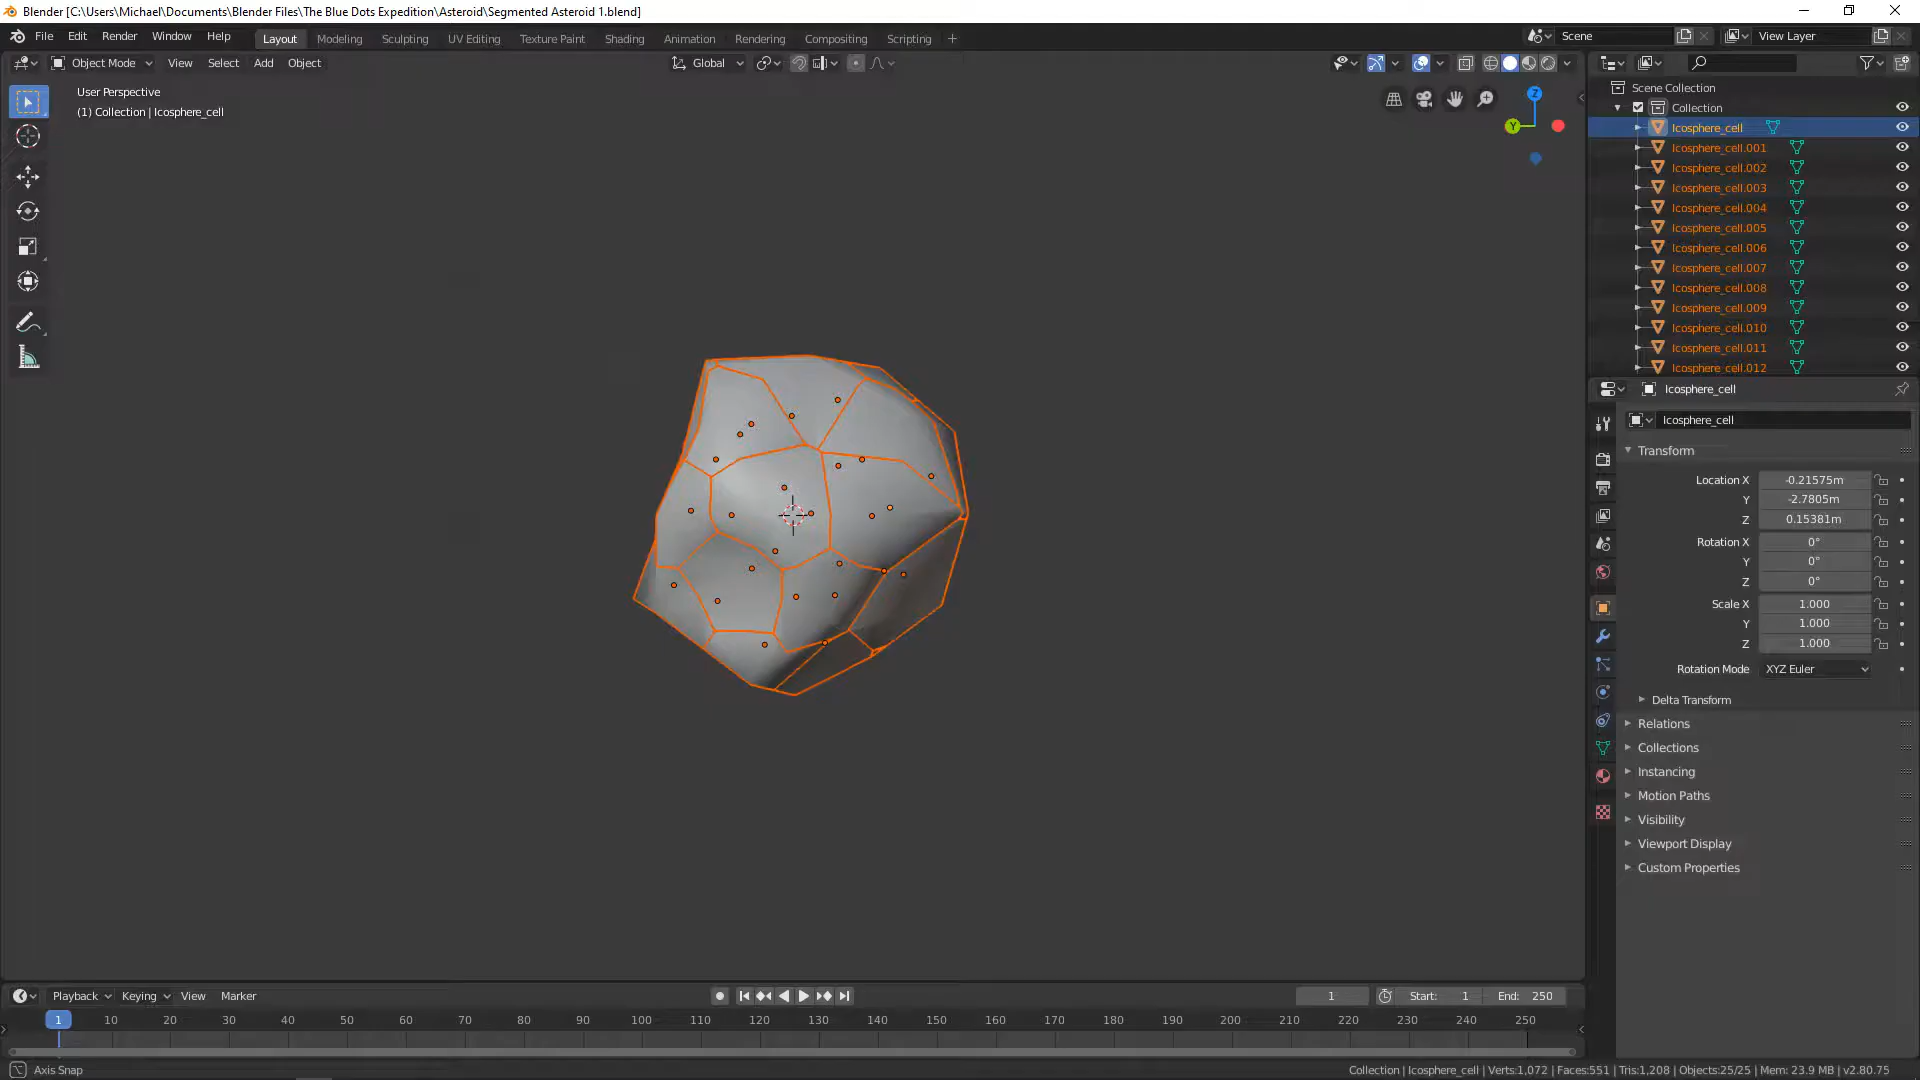 Blender [C:\Users\Michael\Documents\Blender Files\The Blue Dots Expedition\Asteroid\Segmented Asteroid 1.blend]
File Edit Render Window Help Layout Modeling Sculpting UV Editing Texture Paint Shading Animation Rendering Compositing Scripting + Scene View Layer
Object Mode View Select Add Object Global
User Perspective
(1) Collection | Icosphere_cell
Z
Y
Scene Collection
Collection
Icosphere_cell
Icosphere_cell.001
Icosphere_cell.002
Icosphere_cell.003
Icosphere_cell.004
Icosphere_cell.005
Icosphere_cell.006
Icosphere_cell.007
Icosphere_cell.008
Icosphere_cell.009
Icosphere_cell.010
Icosphere_cell.011
Icosphere_cell.012
Icosphere_cell
Icosphere_cell
Transform
Location X -0.21575m
Y -2.7805m
Z 0.15381m
Rotation X 0°
Y 0°
Z 0°
Scale X 1.000
Y 1.000
Z 1.000
Rotation Mode XYZ Euler
Delta Transform
Relations
Collections
Instancing
Motion Paths
Visibility
Viewport Display
Custom Properties
Playback Keying View Marker 1 Start: 1 End: 250
1 10 20 30 40 50 60 70 80 90 100 110 120 130 140 150 160 170 180 190 200 210 220 230 240 250
Axis Snap Collection | Icosphere_cell | Verts:1,072 | Faces:551 | Tris:1,208 | Objects:25/25 | Mem: 23.9 MB | v2.80.75